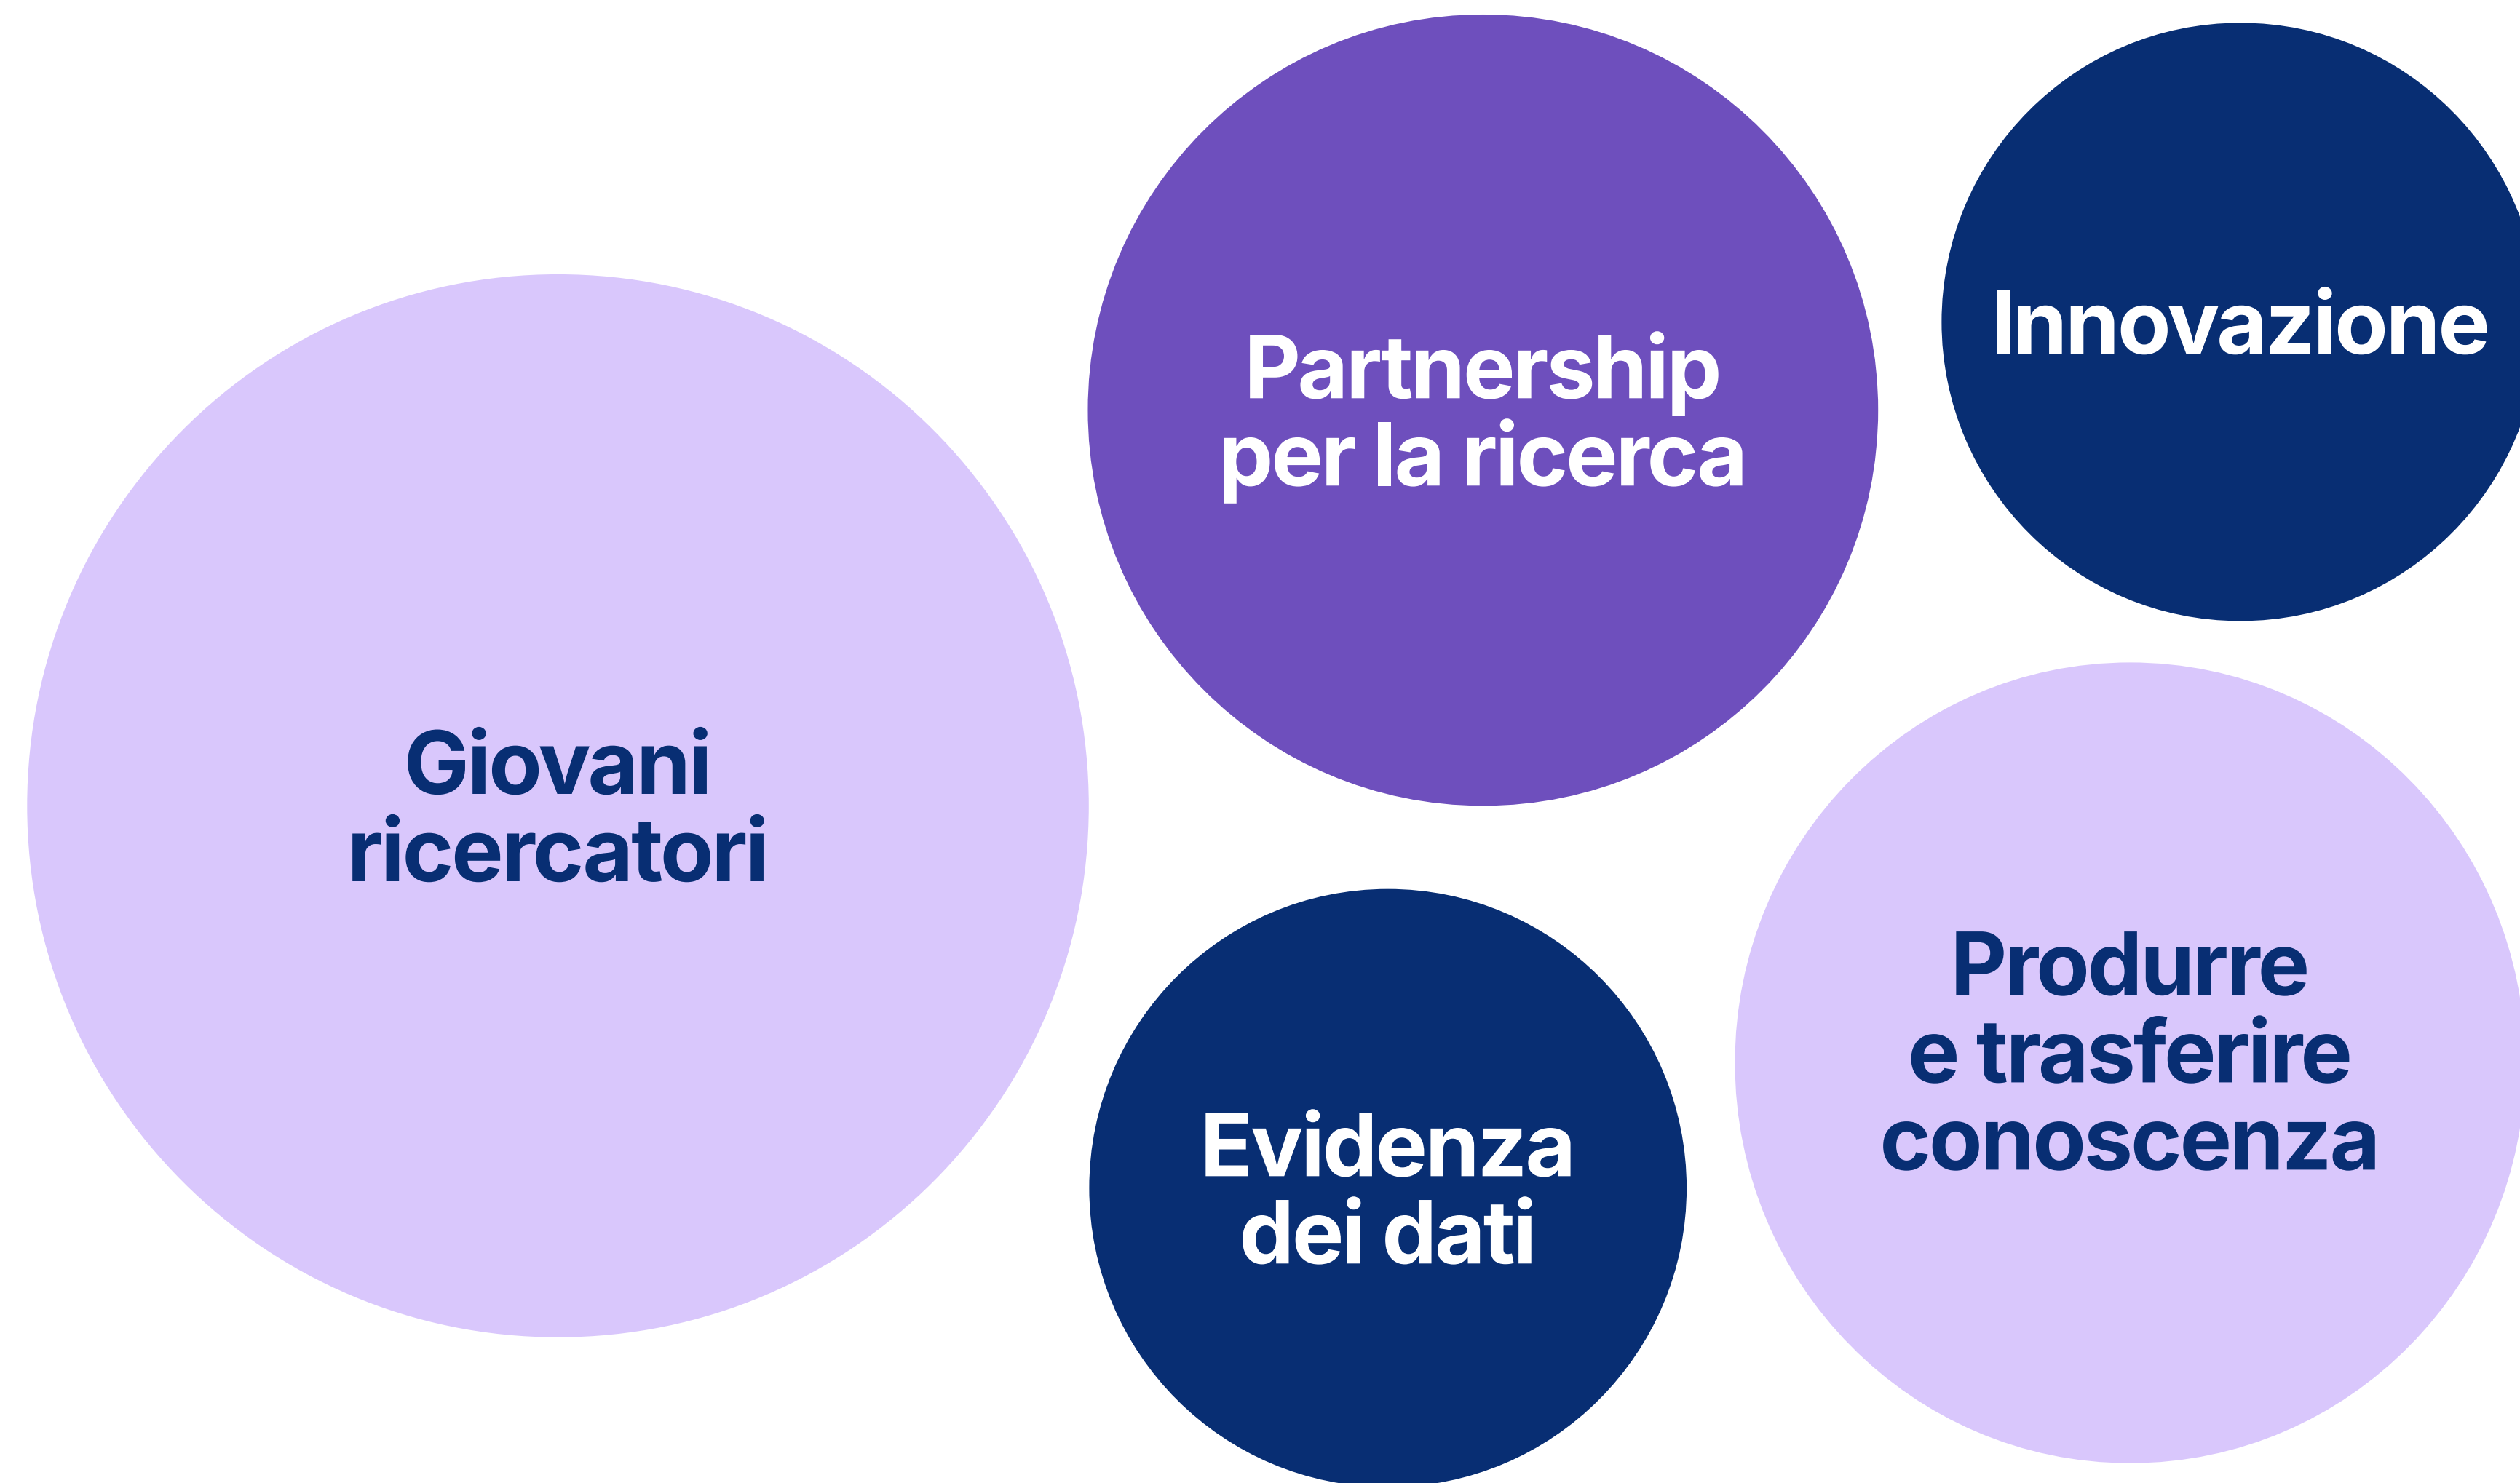 Giovani
ricercatori
Partnership
per la ricerca
Innovazione
Evidenza
dei dati
Produrre
e trasferire
conoscenza